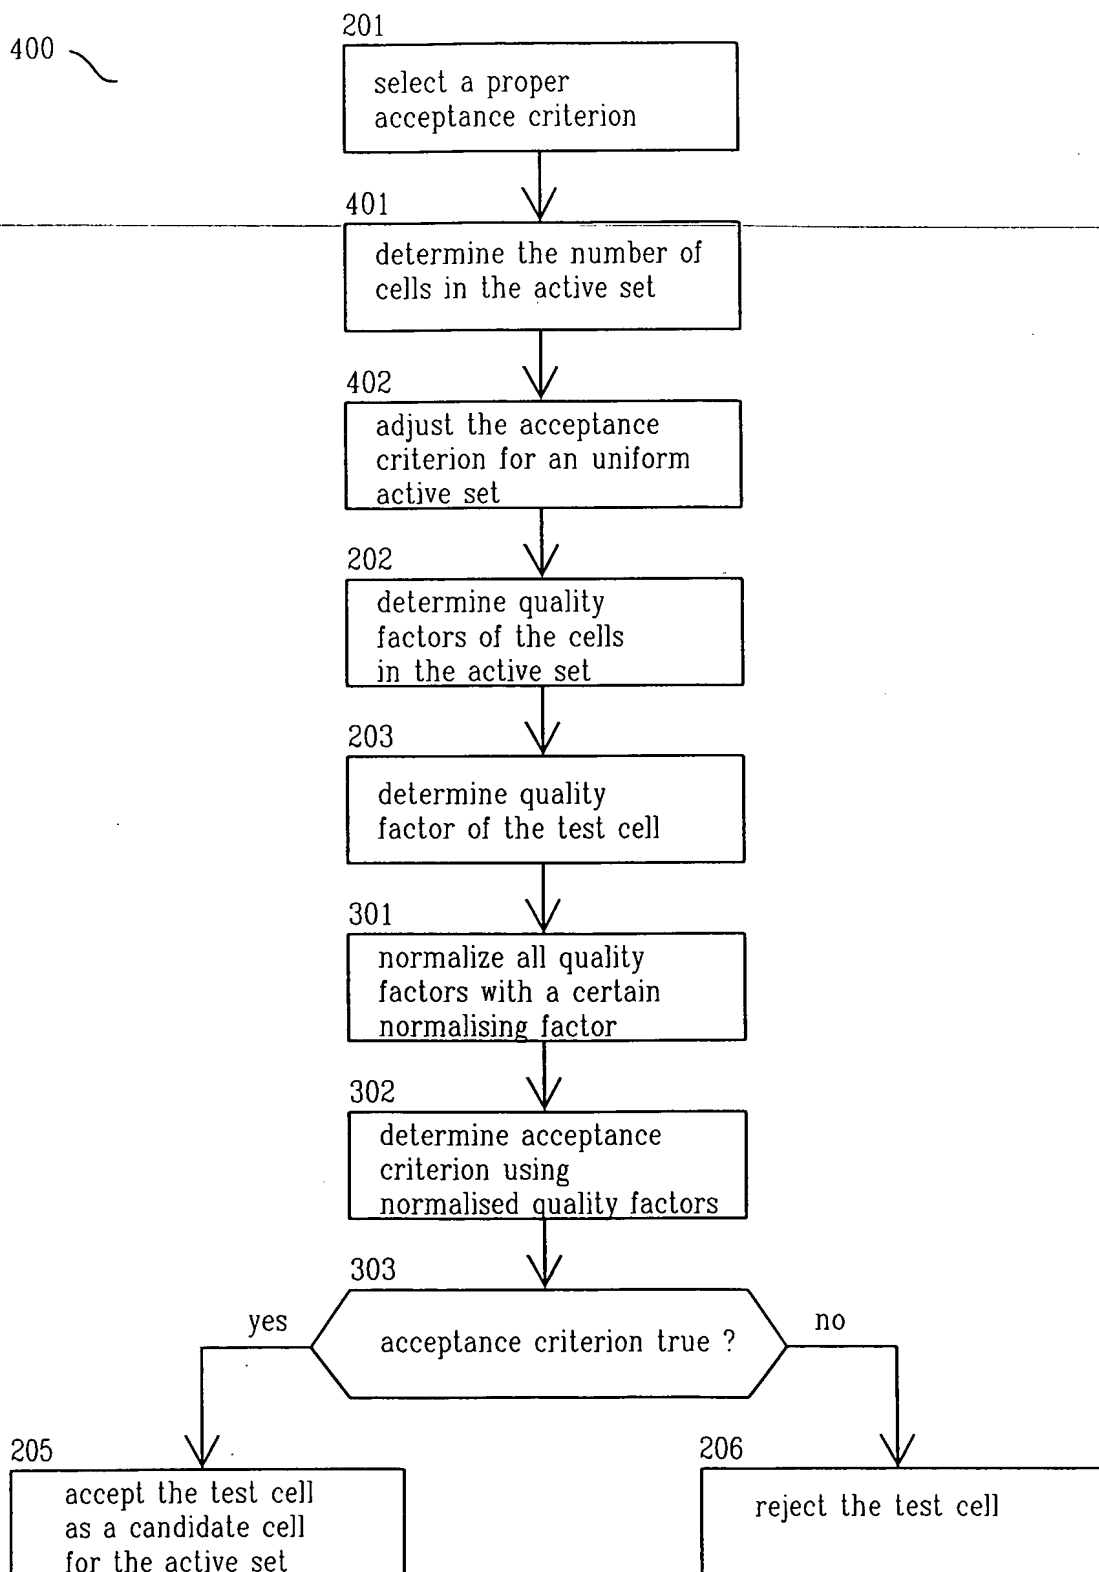 400
201
select a proper
acceptance criterion
401
determine the number of
cells in the active set
402
adjust the acceptance
criterion for an uniform
active set
202
determine quality
factors of the cells
in the active set
203
determine quality
factor of the test cell
301
normalize all quality
factors with a certain
normalising factor
302
determine acceptance
criterion using
normalised quality factors
303
yes
acceptance criterion true ?
no
205
accept the test cell
as a candidate cell
for the active set
206
reject the test cell